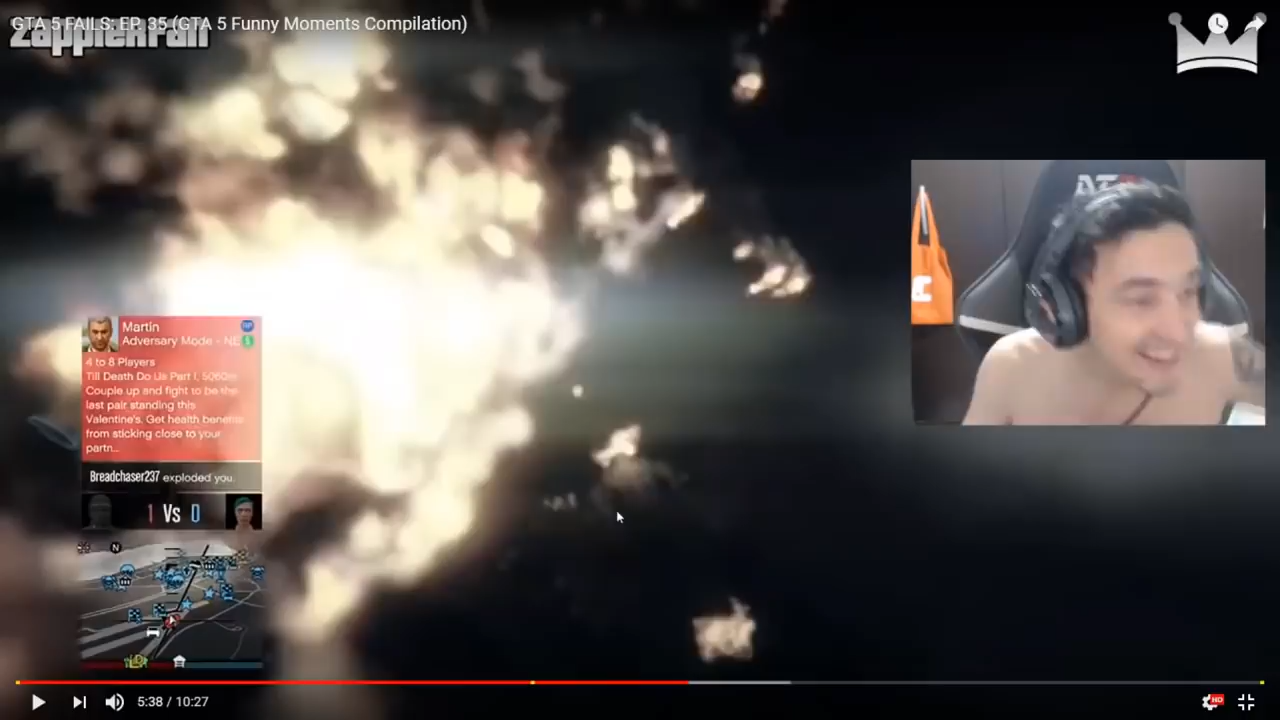 GTA 5 FAILS: EP. 35 (GTA 5 Funny Moments Compilation)
Martin
Adversary Mode - NE
4 to 8 Players
Till Death Do Us Part I,
Couple up and fight to be the
last pair standing this
Valentine's. Get health benefits
from sticking close to your
partn...
Breadchaser237 exploded you.
1 Vs 0
N
5:38 / 10:27
HD